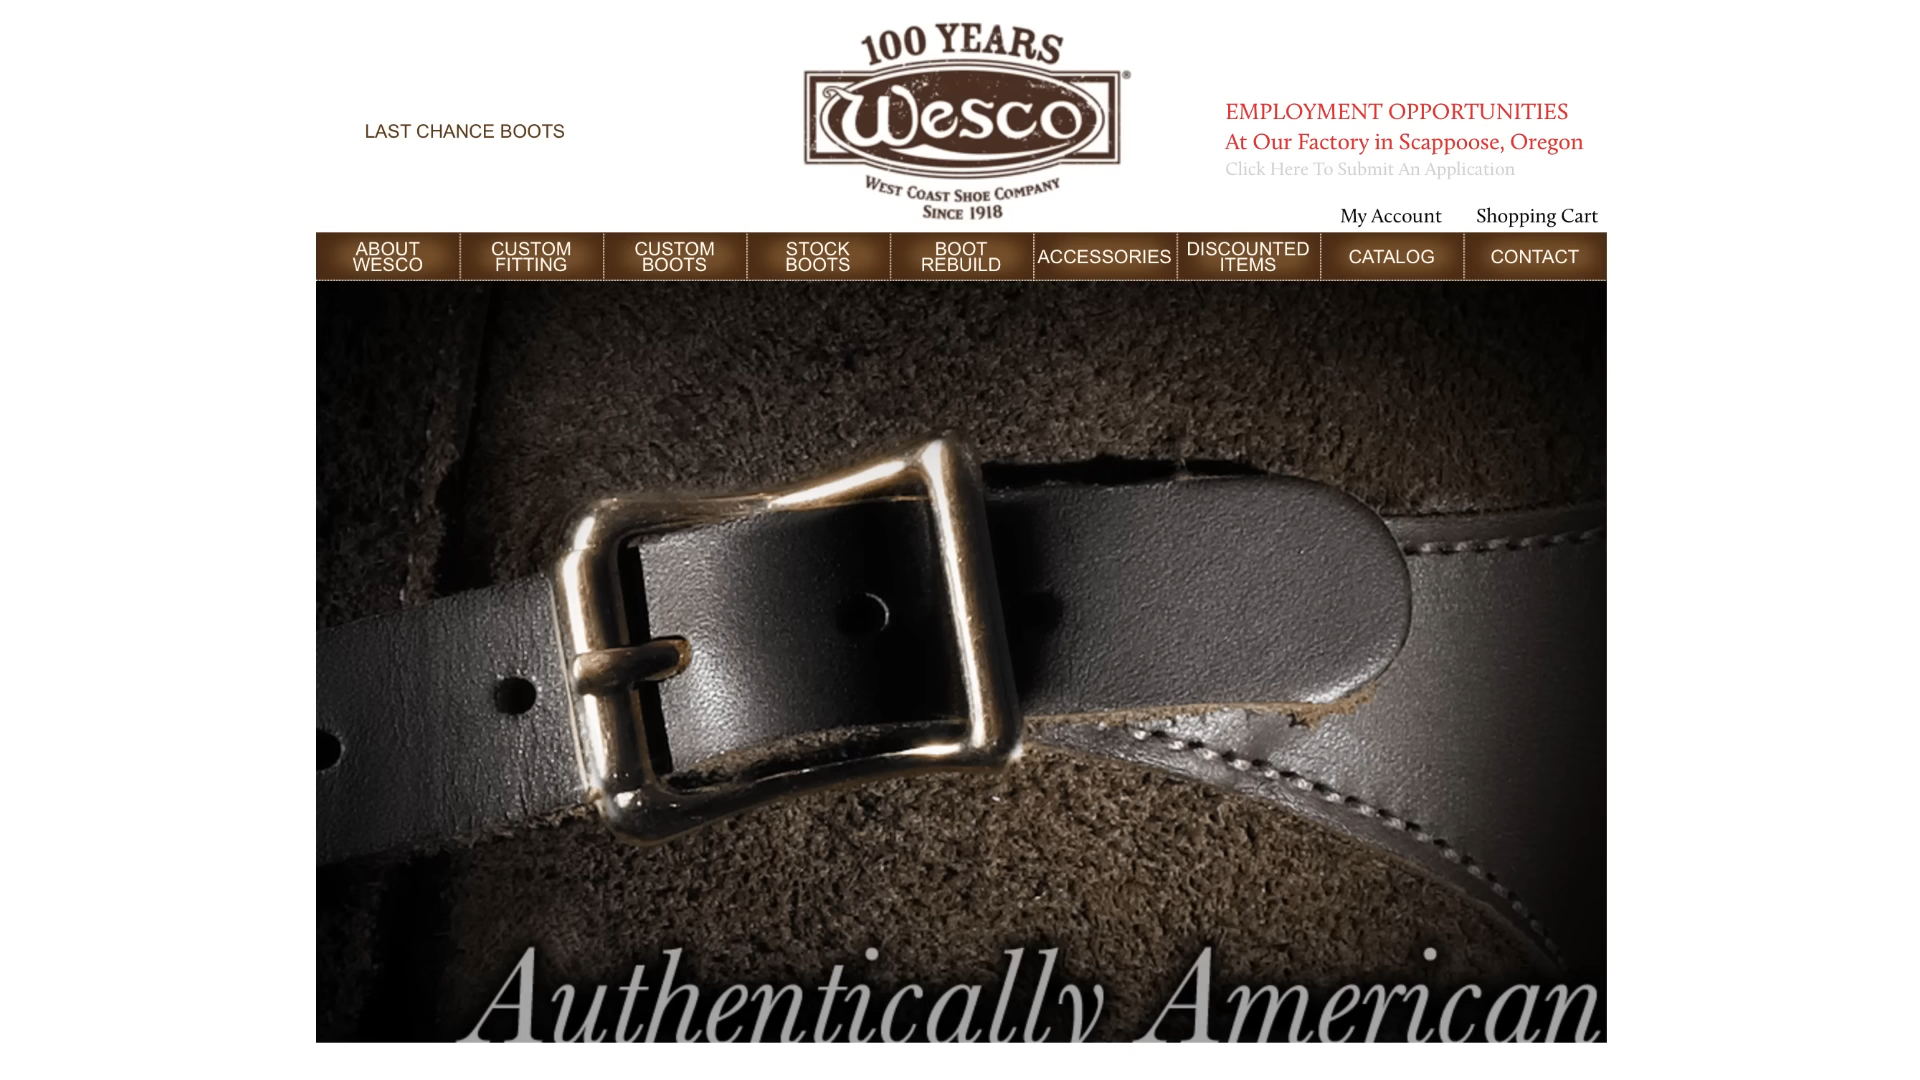 100 YEARS
Wesco®
WEST COAST SHOE COMPANY
SINCE 1918
LAST CHANCE BOOTS
EMPLOYMENT OPPORTUNITIES
At Our Factory in Scappoose, Oregon
Click Here To Submit An Application
My Account
Shopping Cart
ABOUT
WESCO
CUSTOM
FITTING
CUSTOM
BOOTS
STOCK
BOOTS
BOOT
REBUILD
ACCESSORIES
DISCOUNTED
ITEMS
CATALOG
CONTACT
Authentically American